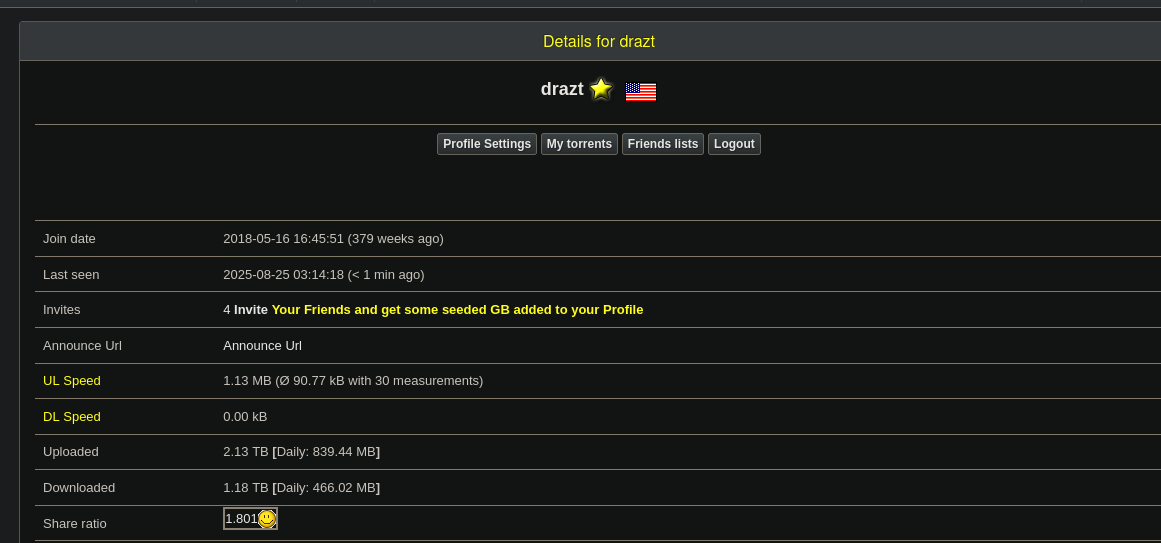 Details for drazt
drazt
Profile Settings My torrents Friends lists Logout
Join date 2018-05-16 16:45:51 (379 weeks ago)
Last seen 2025-08-25 03:14:18 (< 1 min ago)
Invites 4 Invite Your Friends and get some seeded GB added to your Profile
Announce Url Announce Url
UL Speed 1.13 MB (Ø 90.77 kB with 30 measurements)
DL Speed 0.00 kB
Uploaded 2.13 TB [Daily: 839.44 MB]
Downloaded 1.18 TB [Daily: 466.02 MB]
Share ratio 1.801